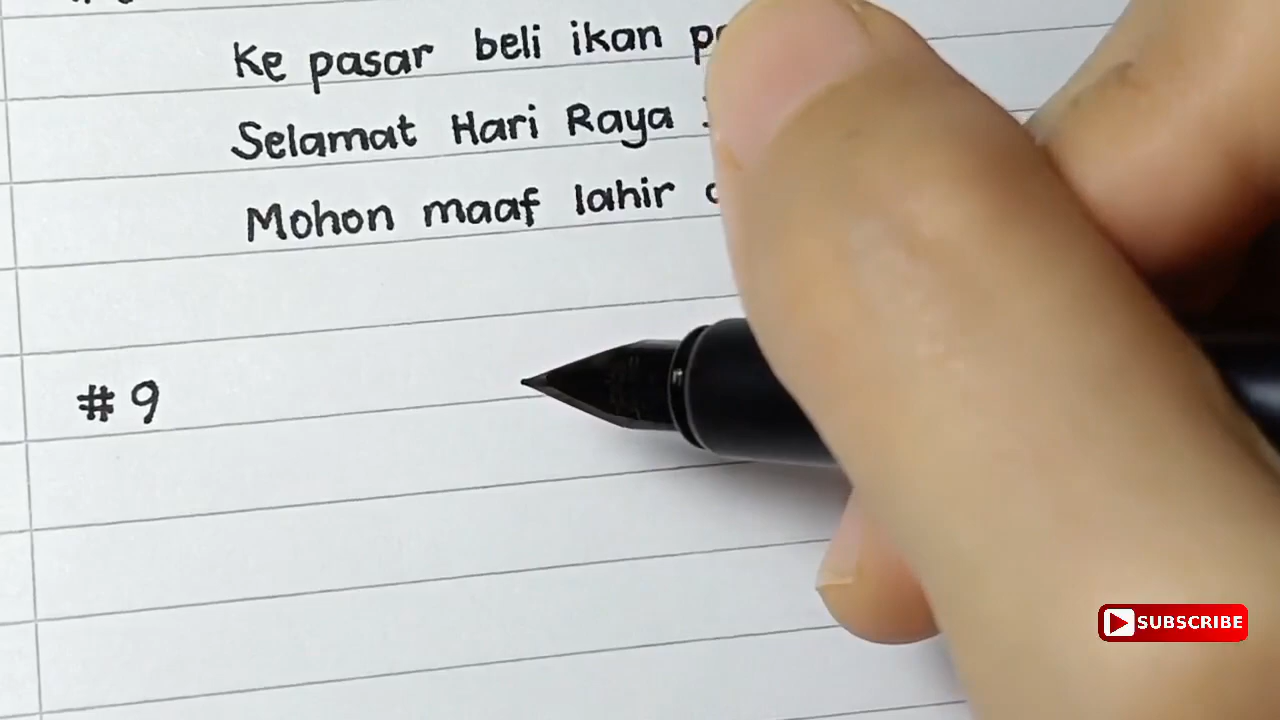 Ke pasar beli ikan
Selamat Hari Raya
Mohon maaf lahir
# 9
SUBSCRIBE